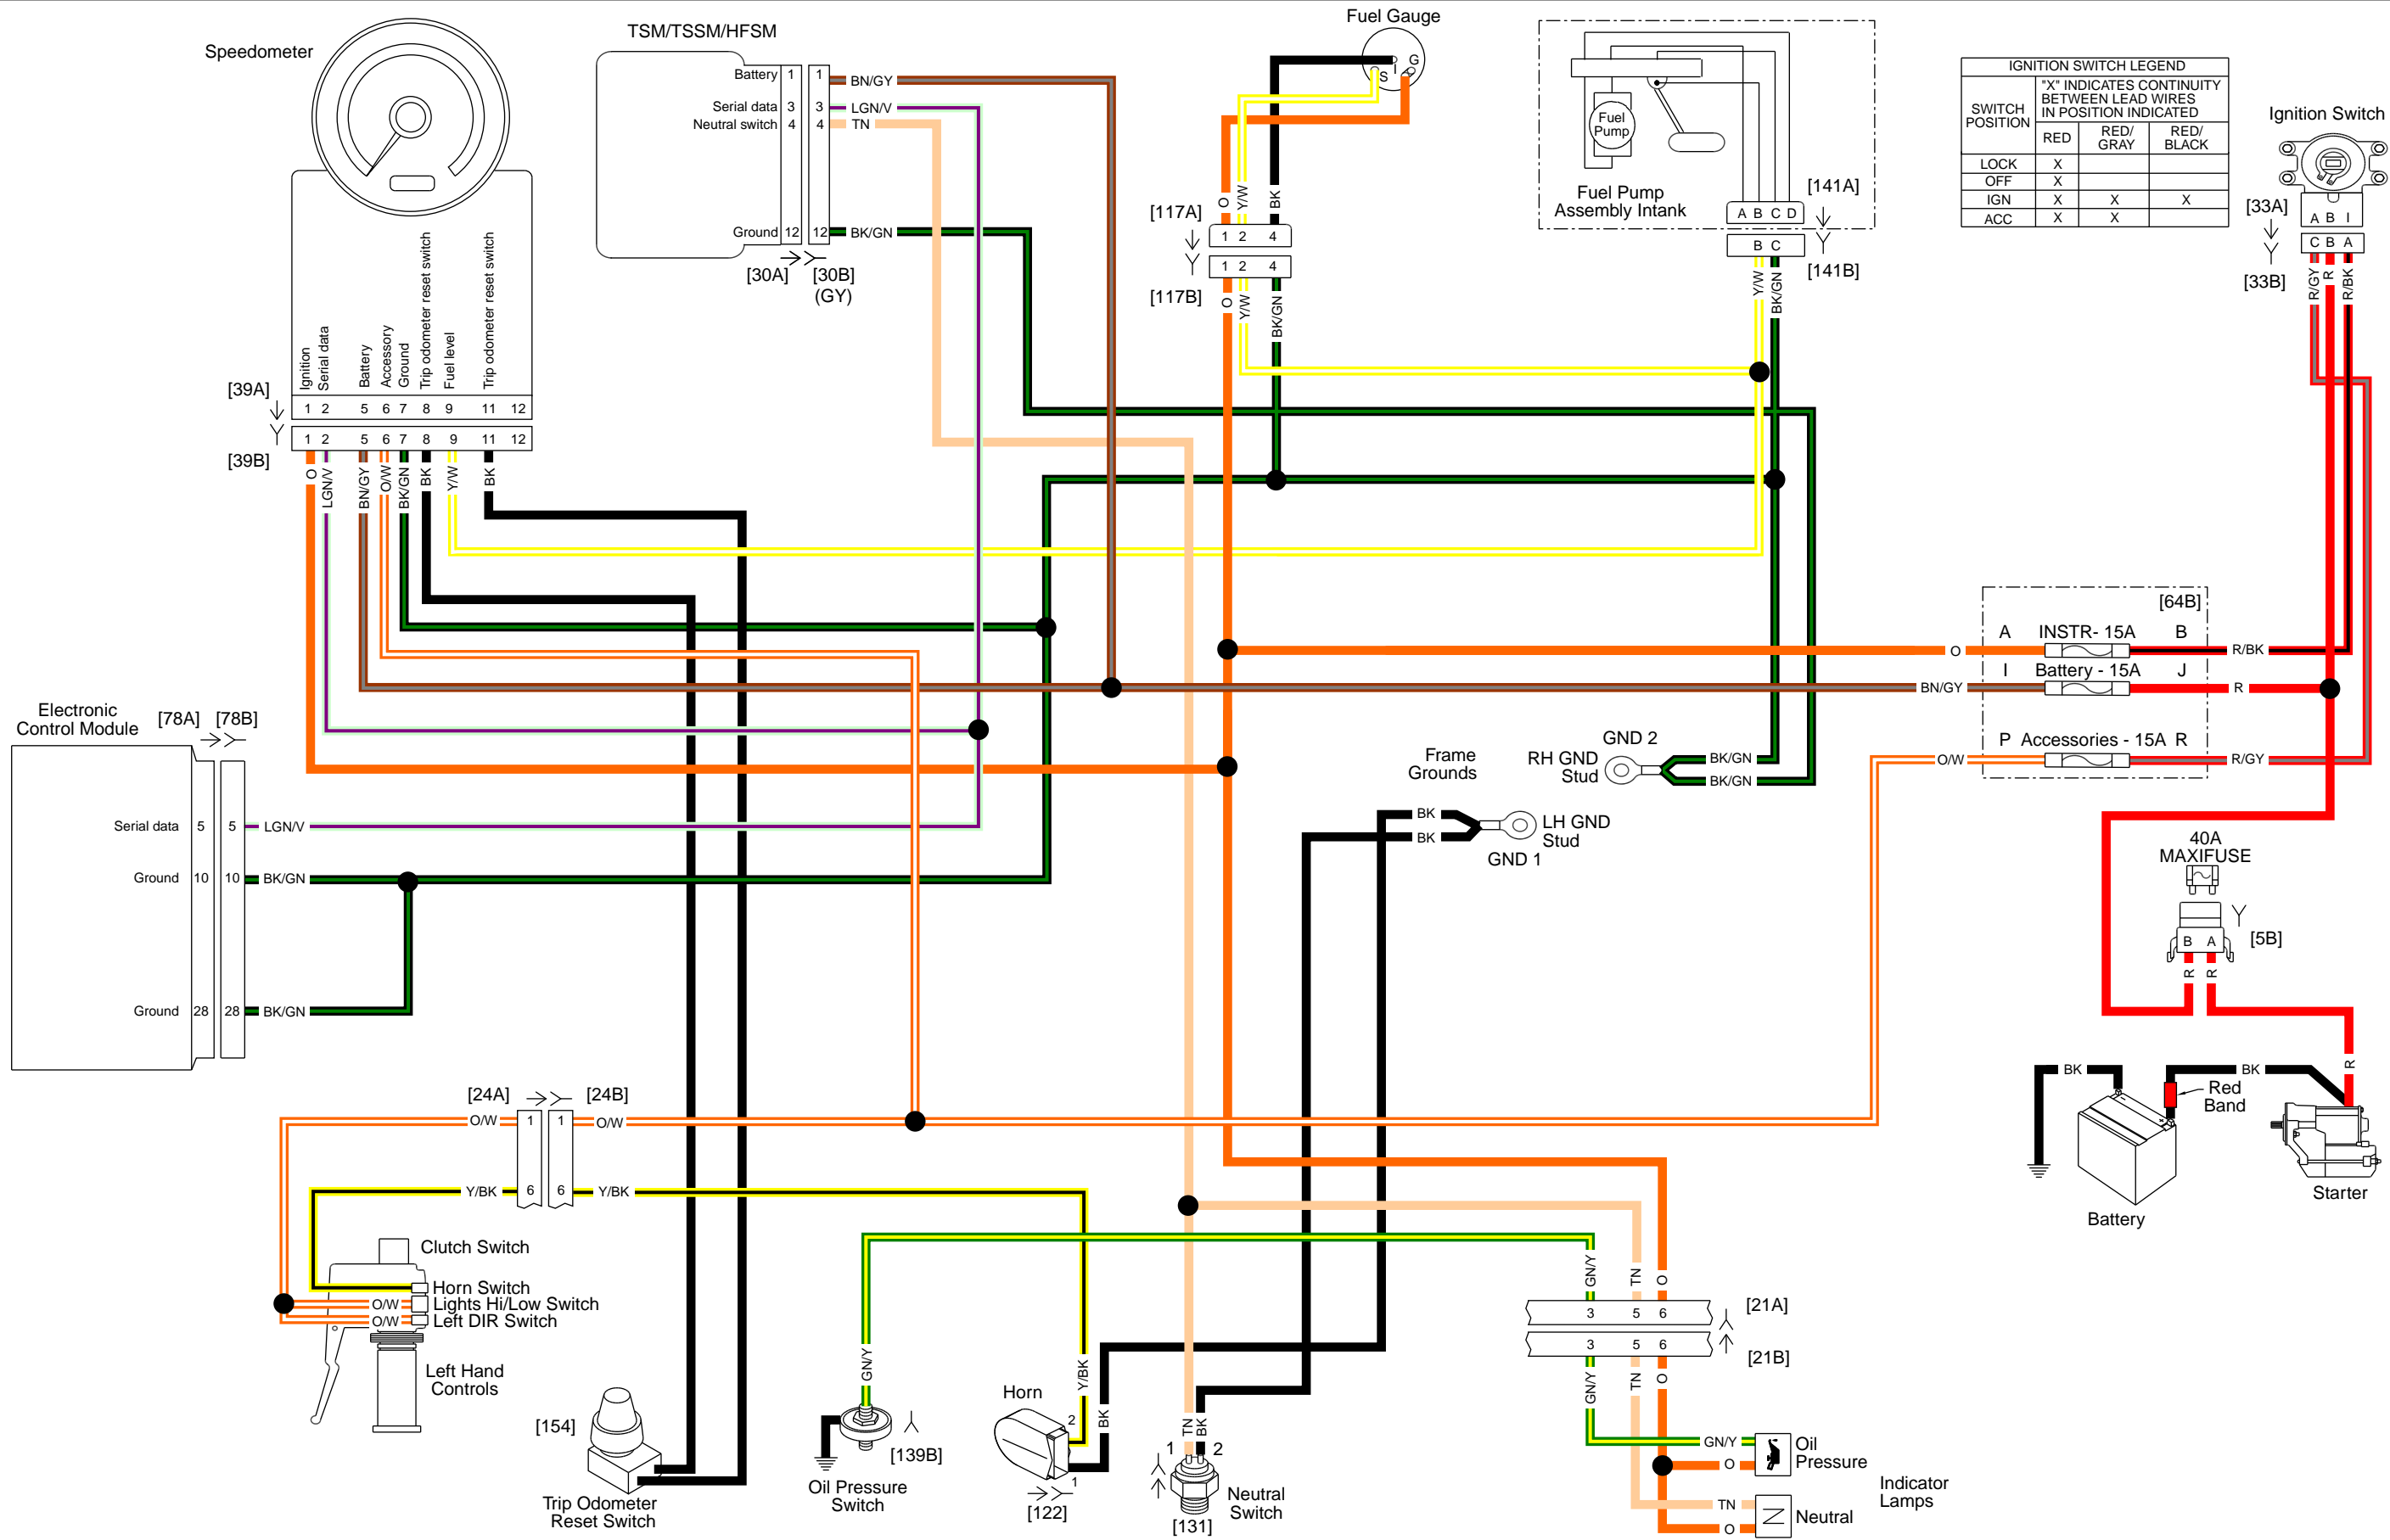 Speedometer
Ignition
Serial data
Battery
Accessory
Ground
Trip odometer reset switch
Fuel level
Trip odometer reset switch
[39A]
1 2 5 6 7 8 9 11 12
1 2 5 6 7 8 9 11 12
[39B]
O
LGN/V
BN/GY
O/W
BK/GN
BK
Y/W
BK
TSM/TSSM/HFSM
Battery 1 1 BN/GY
Serial data 3 3 LGN/V
Neutral switch 4 4 TN
Ground 12 12 BK/GN
[30A] [30B]
(GY)
Fuel Gauge
S I G
O
Y/W
BK
[117A]
1 2 4
1 2 4
[117B]
O
Y/W
BK/GN
Fuel
Pump
Fuel Pump
Assembly Intank
[141A]
A B C D
B C
[141B]
Y/W
BK/GN
IGNITION SWITCH LEGEND
SWITCH
POSITION
"X" INDICATES CONTINUITY
BETWEEN LEAD WIRES
IN POSITION INDICATED
RED
RED/
GRAY
RED/
BLACK
LOCK X
OFF X
IGN X X X
ACC X X
Ignition Switch
[33A]
A B I
C B A
[33B]
R/GY
R
R/BK
[64B]
A INSTR- 15A B
O R/BK
I Battery - 15A J
BN/GY R
P Accessories - 15A R
O/W R/GY
Electronic
Control Module
[78A] [78B]
Serial data 5 5 LGN/V
Ground 10 10 BK/GN
Ground 28 28 BK/GN
Frame
Grounds
GND 2
RH GND
Stud
BK/GN
BK/GN
BK
BK
LH GND
Stud
GND 1
40A
MAXIFUSE
B A
[5B]
R
R
R
BK
BK
Red
Band
- +
Battery
Starter
[24A] [24B]
O/W 1 1 O/W
Y/BK 6 6 Y/BK
Clutch Switch
Horn Switch
O/W Lights Hi/Low Switch
O/W Left DIR Switch
Left Hand
Controls
[154]
Trip Odometer
Reset Switch
GN/Y
[139B]
Oil Pressure
Switch
Horn
2
1
[122]
Y/BK
BK
TN
BK
1 2
Neutral
Switch
[131]
GN/Y
TN
O
3 5 6
[21A]
3 5 6
[21B]
GN/Y
TN
O
GN/Y
O
Oil
Pressure
TN
O
Neutral
Indicator
Lamps